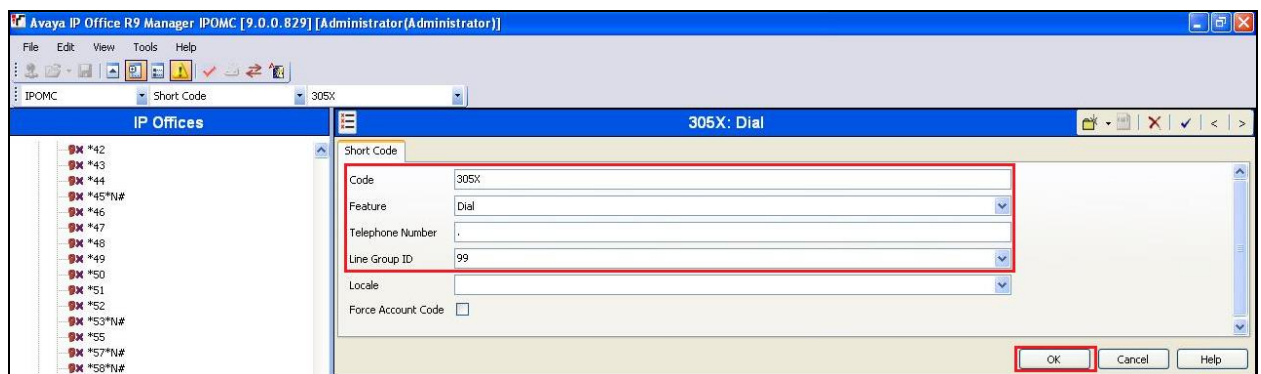 Avaya IP Office R9 Manager IPOMC [9.0.0.829] [Administrator(Administrator)]
File Edit View Tools Help
IPOMC Short Code 305X
IP Offices
*42
*43
*44
*45*N#
*46
*47
*48
*49
*50
*51
*52
*53*N#
*55
*57*N#
*58*N#
305X: Dial
< >
Short Code
Code 305X
Feature Dial
Telephone Number .
Line Group ID 99
Locale
Force Account Code
OK Cancel Help